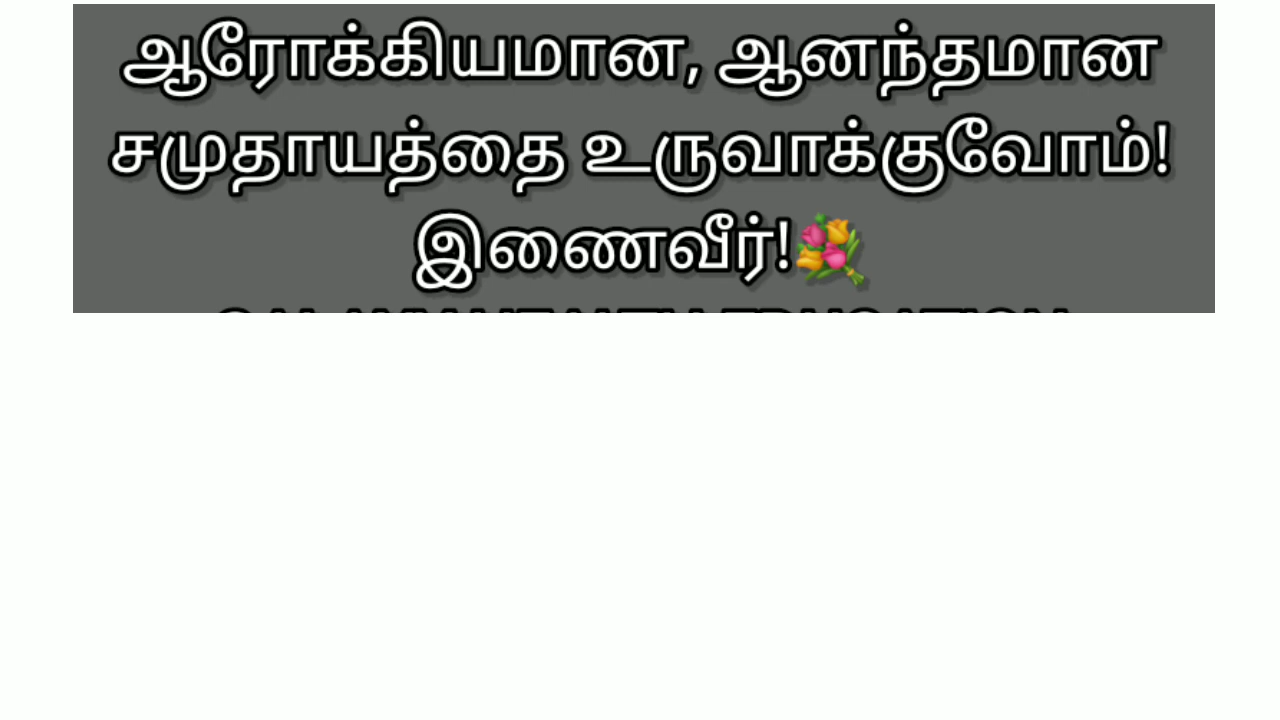 ஆரோக்கியமான, ஆனந்தமான
சமுதாயத்தை உருவாக்குவோம்!
இணைவீர்!💐